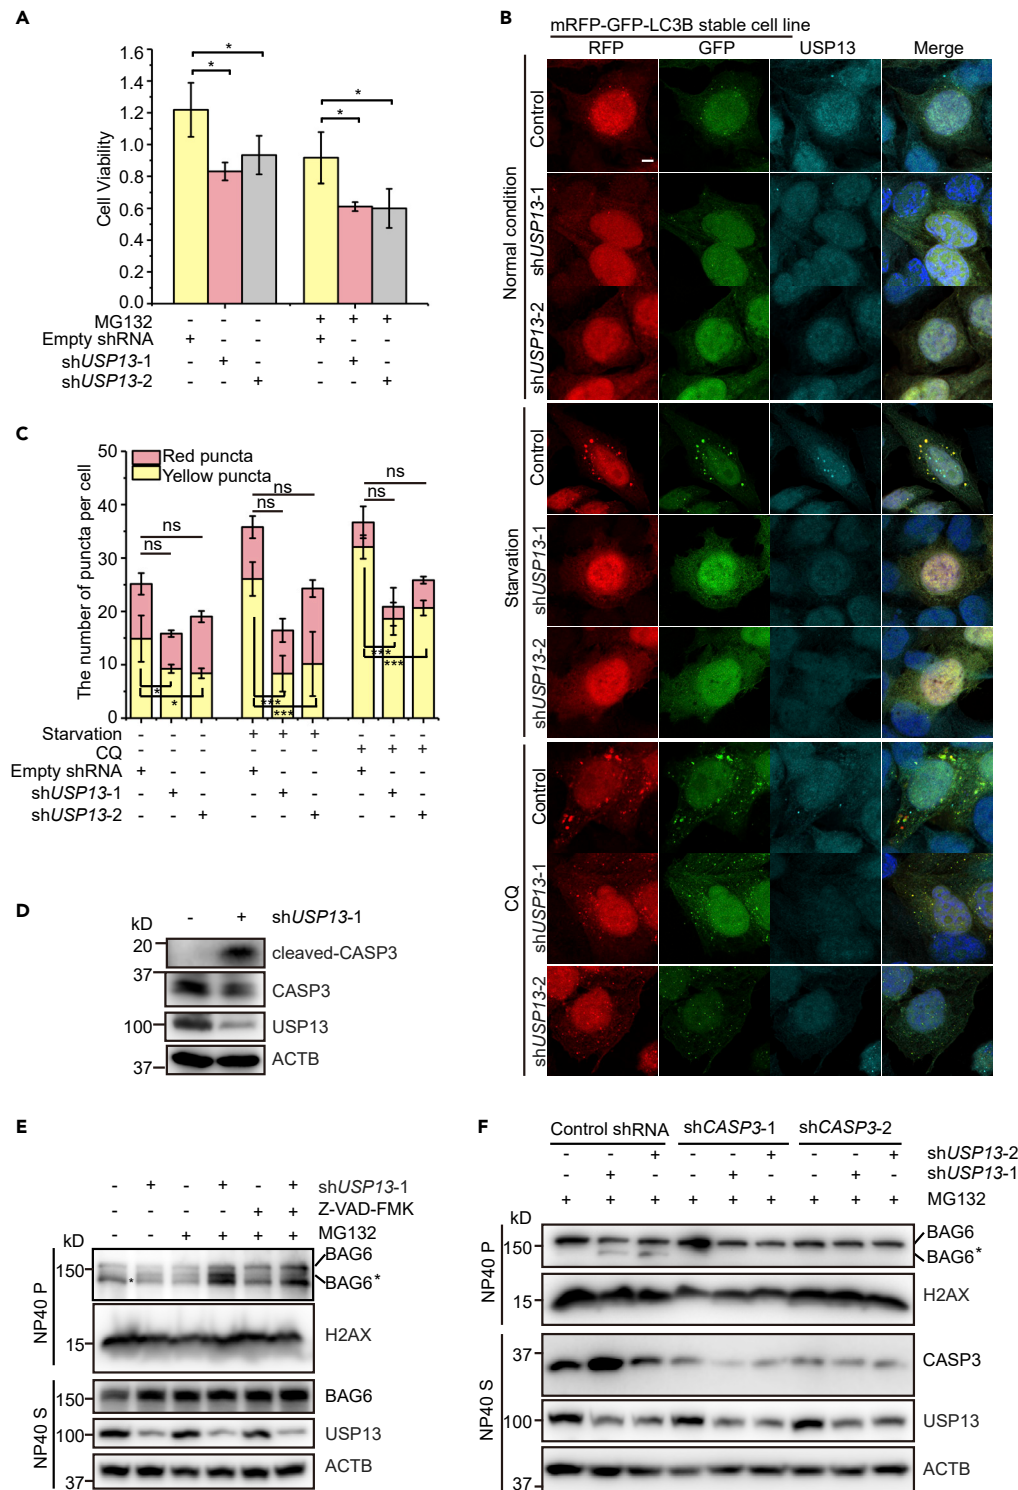 A
1.6
1.4
1.2
1.0
0.8
0.6
0.4
0.2
0.0
Cell Viability
* * * *
MG132 - - - + + +
Empty shRNA + - - + - -
shUSP13-1 - + - - + -
shUSP13-2 - - + - - +
B
mRFP-GFP-LC3B stable cell line
RFP GFP USP13 Merge
Normal condition
Control
shUSP13-1
shUSP13-2
Starvation
Control
shUSP13-1
shUSP13-2
CQ
Control
shUSP13-1
shUSP13-2
C
50
40
30
20
10
0
The number of puncta per cell
Red puncta
Yellow puncta
ns ns ns ns ns ns
* * *** *** *** ***
Starvation - - - + + + - - -
CQ - - - - - - + + +
Empty shRNA + - - + - - + - -
shUSP13-1 - + - - + - - + -
shUSP13-2 - - + - - + - - +
D
kD - + shUSP13-1
20 cleaved-CASP3
37 CASP3
100 USP13
37 ACTB
E
- + - + - + shUSP13-1
- - - - + + Z-VAD-FMK
- - + + + + MG132
kD
NP40 P
150 BAG6
* BAG6*
15 H2AX
NP40 S
150 BAG6
100 USP13
37 ACTB
F
Control shRNA shCASP3-1 shCASP3-2
- - + - - + - - + shUSP13-2
- + - - + - - + - shUSP13-1
+ + + + + + + + + MG132
kD
NP40 P
150 BAG6
BAG6*
15 H2AX
NP40 S
37 CASP3
100 USP13
37 ACTB